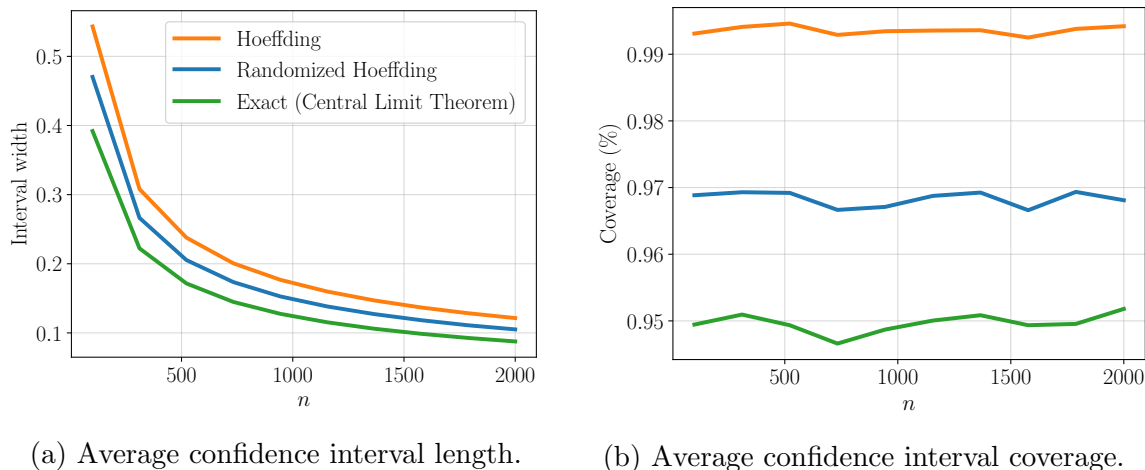 0.5
0.4
0.3
0.2
0.1
Interval width
Hoeffding
Randomized Hoeffding
Exact (Central Limit Theorem)
500
1000
1500
2000
n
(a) Average confidence interval length.
0.99
0.98
0.97
0.96
0.95
Coverage (%)
500
1000
1500
2000
n
(b) Average confidence interval coverage.